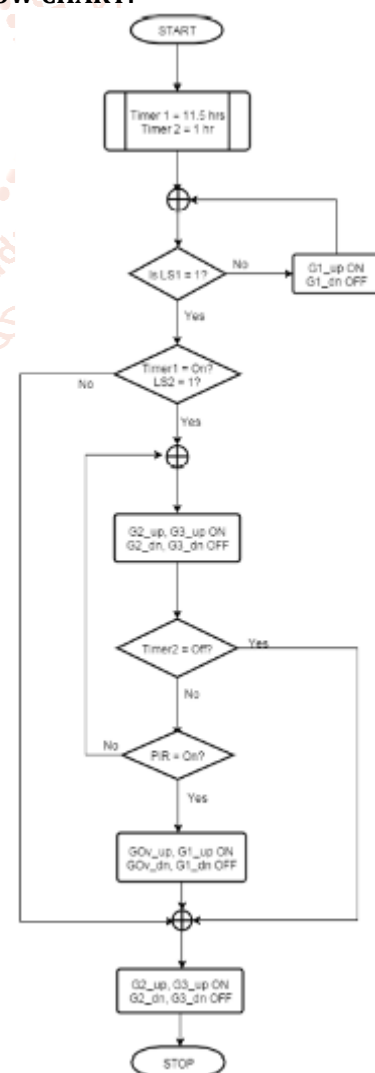 START
Timer 1 = 11.5 hrs
Timer 2 = 1 hr
Is LS1 = 1?
No
G1_up ON
G1_dn OFF
Yes
Timer1 = On?
LS2 = 1?
No
Yes
G2_up, G3_up ON
G2_dn, G3_dn OFF
Timer2 = Off?
Yes
No
PIR = On?
No
Yes
GOv_up, G1_up ON
GOv_dn, G1_dn OFF
G2_up, G3_up ON
G2_dn, G3_dn OFF
STOP